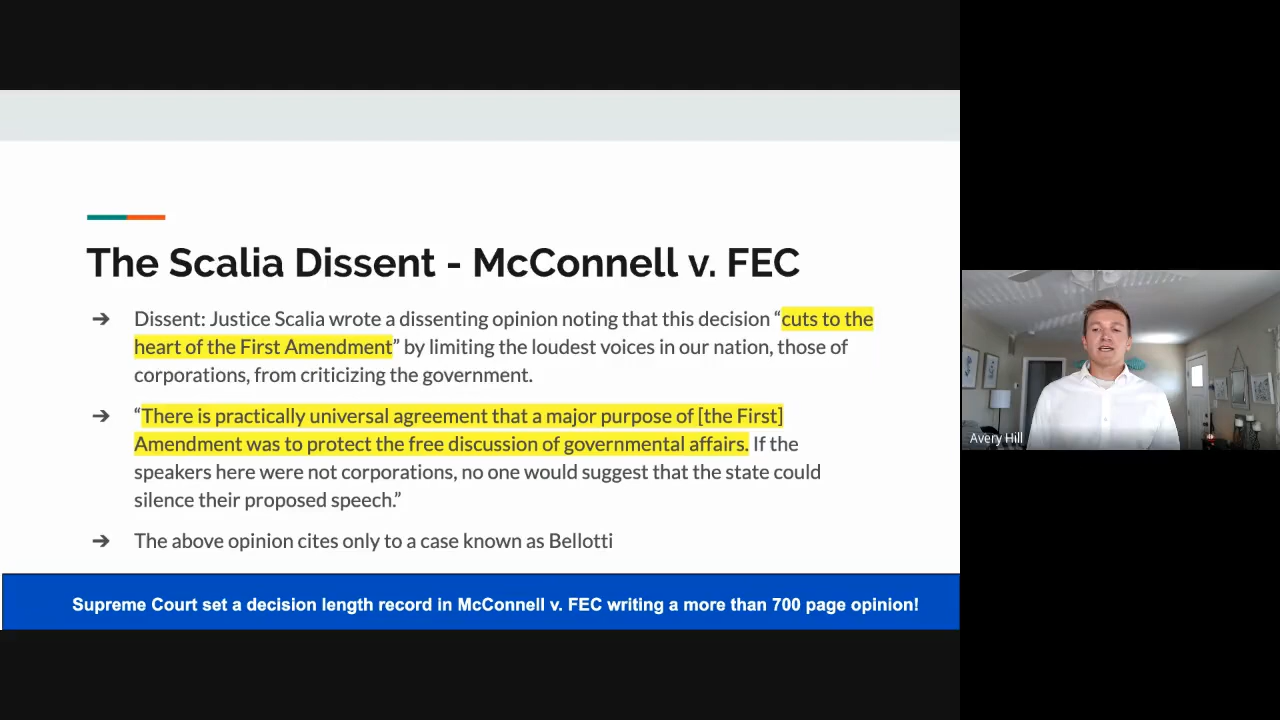 The Scalia Dissent - McConnell v. FEC
➔ Dissent: Justice Scalia wrote a dissenting opinion noting that this decision “cuts to the
heart of the First Amendment” by limiting the loudest voices in our nation, those of
corporations, from criticizing the government.
➔ “There is practically universal agreement that a major purpose of [the First]
Amendment was to protect the free discussion of governmental affairs. If the
speakers here were not corporations, no one would suggest that the state could
silence their proposed speech.”
➔ The above opinion cites only to a case known as Bellotti
Supreme Court set a decision length record in McConnell v. FEC writing a more than 700 page opinion!
Avery Hill